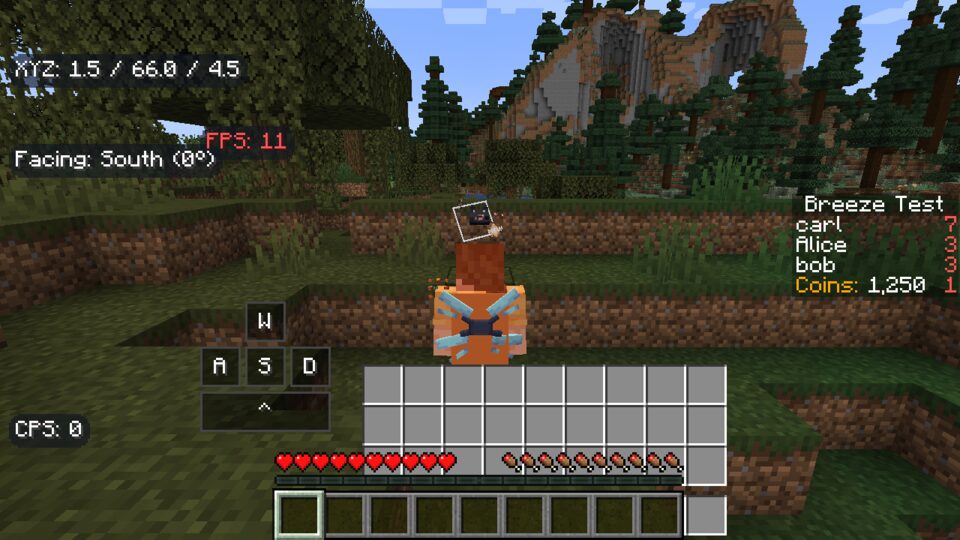 XYZ: 1.5 / 66.0 / 4.5
FPS: 11
Facing: South (0°)
Breeze Test
carl 7
Alice 3
bob 3
Coins: 1,250 1
W
A S D
^
CPS: 0